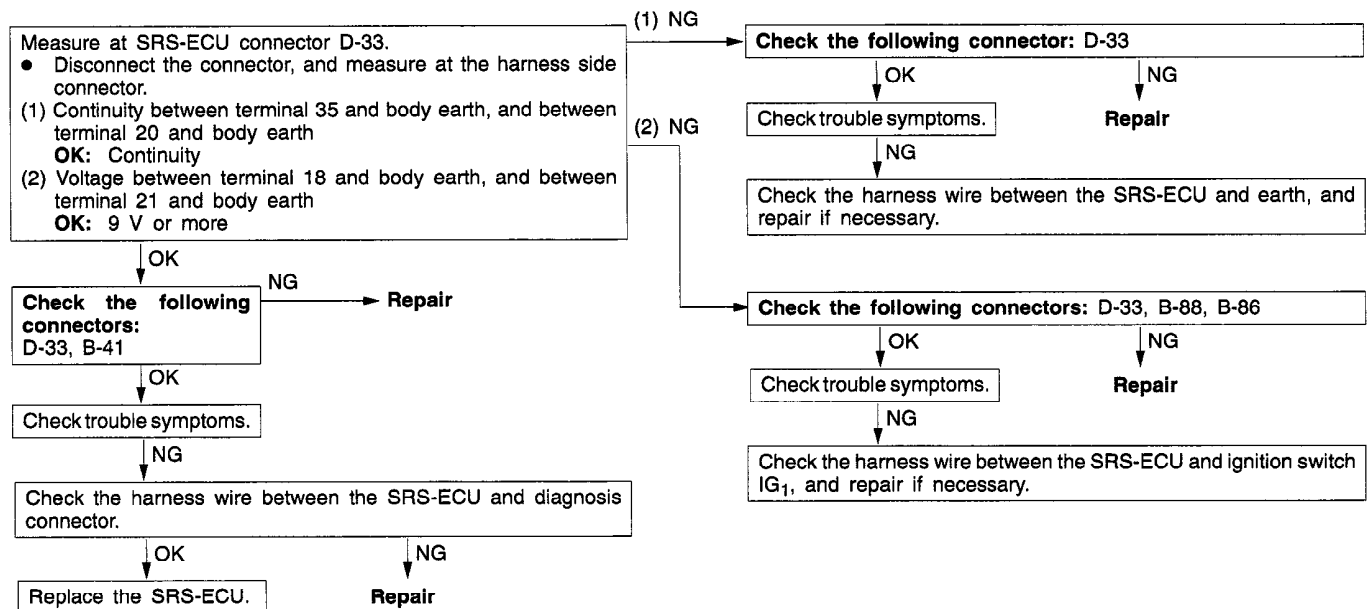 Measure at SRS-ECU connector D-33.
● Disconnect the connector, and measure at the harness side
connector.
(1) Continuity between terminal 35 and body earth, and between
terminal 20 and body earth
OK: Continuity
(2) Voltage between terminal 18 and body earth, and between
terminal 21 and body earth
OK: 9 V or more
(1) NG
Check the following connector: D-33
OK
NG
Check trouble symptoms.
Repair
NG
Check the harness wire between the SRS-ECU and earth, and
repair if necessary.
(2) NG
Check the following connectors: D-33, B-88, B-86
OK
NG
Check trouble symptoms.
Repair
NG
Check the harness wire between the SRS-ECU and ignition switch
IG1, and repair if necessary.
OK
Check the following
connectors:
D-33, B-41
NG
Repair
OK
Check trouble symptoms.
NG
Check the harness wire between the SRS-ECU and diagnosis
connector.
OK
NG
Replace the SRS-ECU.
Repair